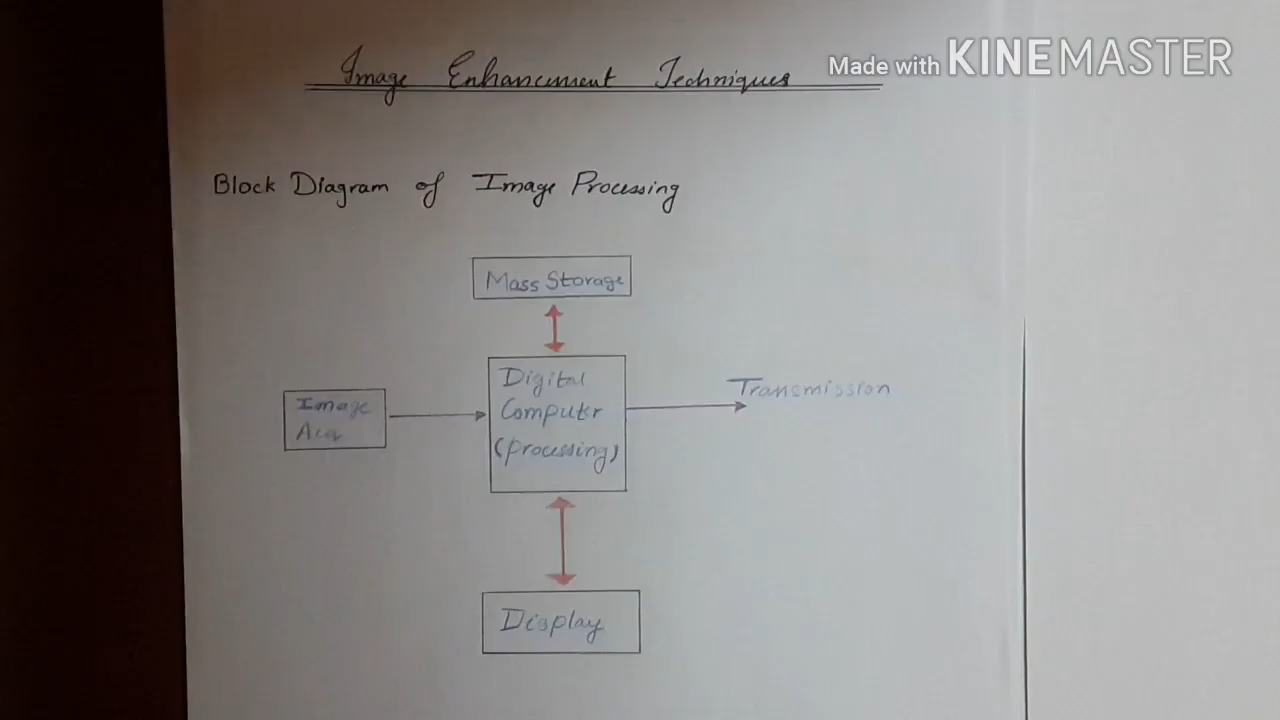 Image Enhancement Techniques
Made with KINEMASTER
Block Diagram of Image Processing
Mass Storage
Digital
Computer
(processing)
Image
Acq
Transmission
Display